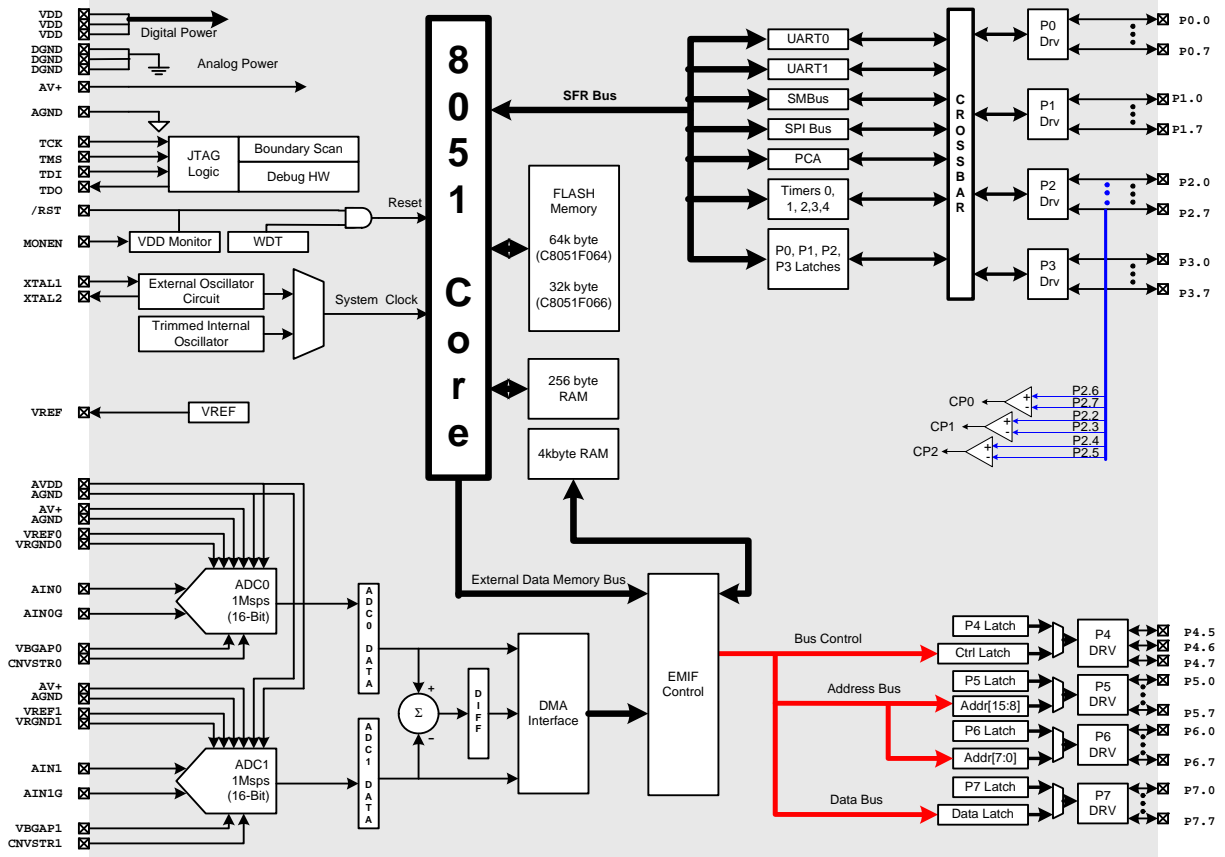 VDD
VDD
VDD
Digital Power
DGND
DGND
DGND
Analog Power
AV+
AGND
TCK
TMS
TDI
TDO
JTAG
Logic
Boundary Scan
Debug HW
/RST
Reset
MONEN
VDD Monitor
WDT
XTAL1
XTAL2
External Oscillator
Circuit
System Clock
Trimmed Internal
Oscillator
VREF
VREF
8051 Core
SFR Bus
FLASH
Memory
64k byte
(C8051F064)
32k byte
(C8051F066)
256 byte
RAM
4kbyte RAM
UART0
UART1
SMBus
SPI Bus
PCA
Timers 0,
1, 2,3,4
P0, P1, P2,
P3 Latches
CROSSBAR
P0
Drv
P0.0
P0.7
P1
Drv
P1.0
P1.7
P2
Drv
P2.0
P2.7
P3
Drv
P3.0
P3.7
CP0
+
-
P2.6
P2.7
CP1
+
-
P2.2
P2.3
CP2
+
-
P2.4
P2.5
AVDD
AGND
AV+
AGND
VREF0
VRGND0
AIN0
AIN0G
VBGAP0
CNVSTR0
ADC0
1Msps
(16-Bit)
ADC0 DATA
AV+
AGND
VREF1
VRGND1
AIN1
AIN1G
VBGAP1
CNVSTR1
ADC1
1Msps
(16-Bit)
ADC1 DATA
+
Σ
−
DIFF
DMA
Interface
External Data Memory Bus
EMIF
Control
Bus Control
Address Bus
Data Bus
P4 Latch
Ctrl Latch
P4
DRV
P4.5
P4.6
P4.7
P5 Latch
Addr[15:8]
P5
DRV
P5.0
P5.7
P6 Latch
Addr[7:0]
P6
DRV
P6.0
P6.7
P7 Latch
Data Latch
P7
DRV
P7.0
P7.7